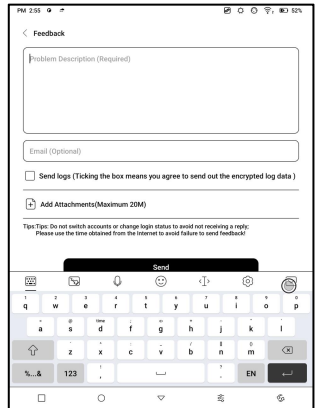 PM 2:55 52%
< Feedback
Problem Description (Required)
Email (Optional)
Send logs (Ticking the box means you agree to send out the encrypted log data )
Add Attachments(Maximum 20M)
Tips:Tips: Do not switch accounts or change login status to avoid not receiving a reply;
Please use the time obtained from the Internet to avoid failure to send feedback!
Send
1 2 3 4 5 6 7 8 9 0
q w e r t y u i o p
a s d f g h j k l
z x c v b n m
%...& 123 , . EN